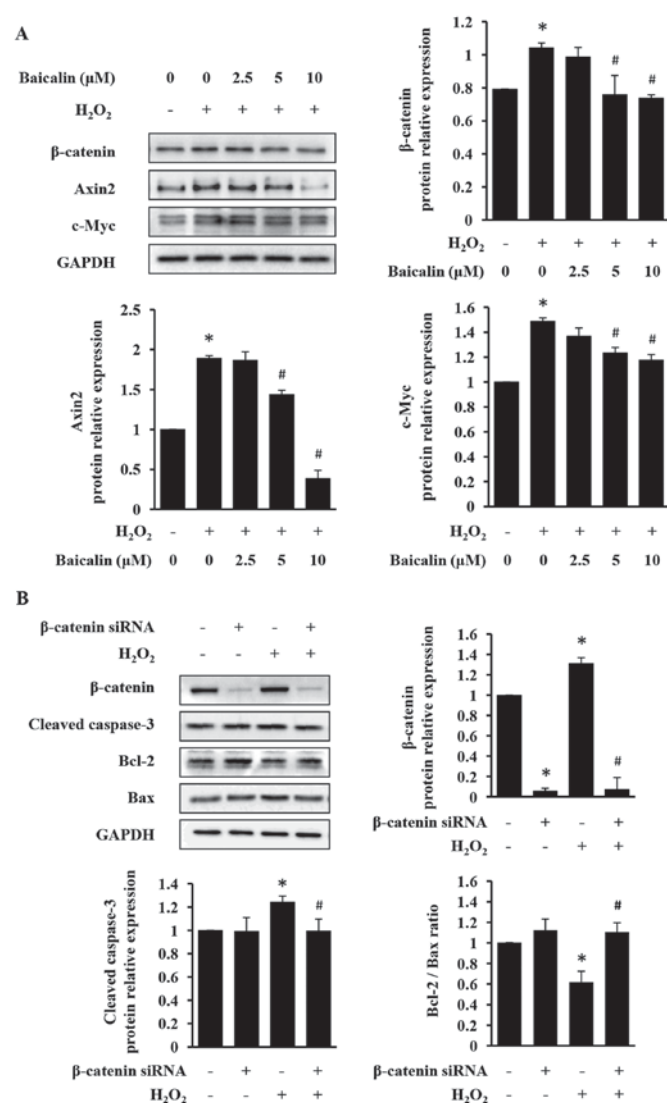 A
Baicalin (μM) 0 0 2.5 5 10
H₂O₂ - + + + +
β-catenin
Axin2
c-Myc
GAPDH
β-catenin
protein relative expression
1.2
1
0.8
0.6
0.4
0.2
0
* # #
H₂O₂ - + + + +
Baicalin (μM) 0 0 2.5 5 10
Axin2
protein relative expression
2.5
2
1.5
1
0.5
0
* # #
H₂O₂ - + + + +
Baicalin (μM) 0 0 2.5 5 10
c-Myc
protein relative expression
1.6
1.4
1.2
1
0.8
0.6
0.4
0.2
0
* # #
H₂O₂ - + + + +
Baicalin (μM) 0 0 2.5 5 10
B
β-catenin siRNA - + - +
H₂O₂ - - + +
β-catenin
Cleaved caspase-3
Bcl-2
Bax
GAPDH
β-catenin
protein relative expression
1.6
1.4
1.2
1
0.8
0.6
0.4
0.2
0
* * #
β-catenin siRNA - + - +
H₂O₂ - - + +
Cleaved caspase-3
protein relative expression
1.4
1.2
1
0.8
0.6
0.4
0.2
0
* #
β-catenin siRNA - + - +
H₂O₂ - - + +
Bcl-2 / Bax ratio
1.6
1.4
1.2
1
0.8
0.6
0.4
0.2
0
* #
β-catenin siRNA - + - +
H₂O₂ - - + +